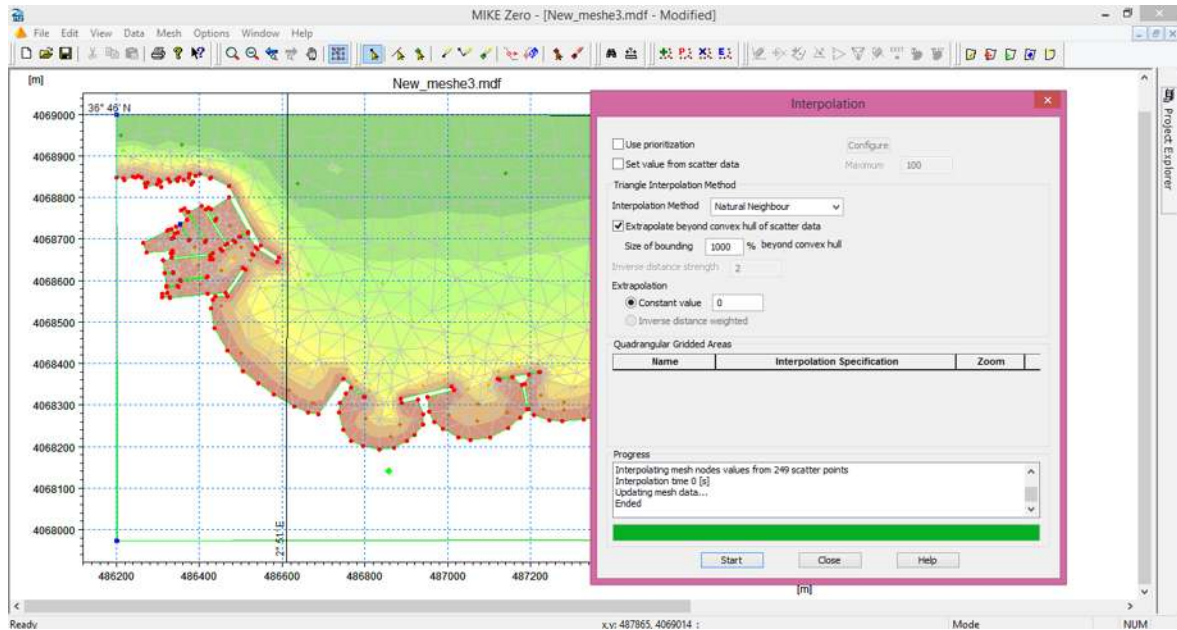 MIKE Zero - [New_meshe3.mdf - Modified]
File Edit View Data Mesh Options Window Help
[m]
New_meshe3.mdf
36° 46' N
4069000
4068900
4068800
4068700
4068600
4068500
4068400
4068300
4068200
4068100
4068000
2° 51' E
486200 486400 486600 486800 487000 487200
[m]
Project Explorer
Interpolation
Use prioritization Configure
Set value from scatter data Maximum 100
Triangle Interpolation Method
Interpolation Method Natural Neighbour
Extrapolate beyond convex hull of scatter data
Size of bounding 1000 % beyond convex hull
Inverse distance strength 2
Extrapolation
Constant value 0
Inverse distance weighted
Quadrangular Gridded Areas
Name Interpolation Specification Zoom
Progress
Interpolating mesh nodes values from 249 scatter points
Interpolation time 0 [s]
Updating mesh data...
Ended
Start Close Help
Ready x,y: 487865, 4069014 : Mode NUM